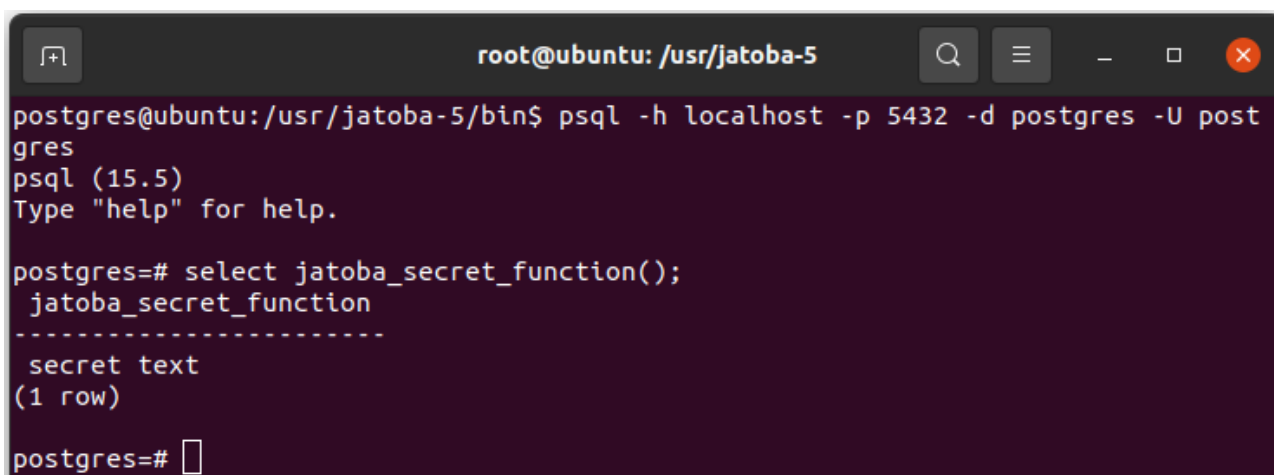 root@ubuntu: /usr/jatoba-5
postgres@ubuntu:/usr/jatoba-5/bin$ psql -h localhost -p 5432 -d postgres -U post
gres
psql (15.5)
Type "help" for help.
postgres=# select jatoba_secret_function();
 jatoba_secret_function
------------------------
 secret text
(1 row)
postgres=#